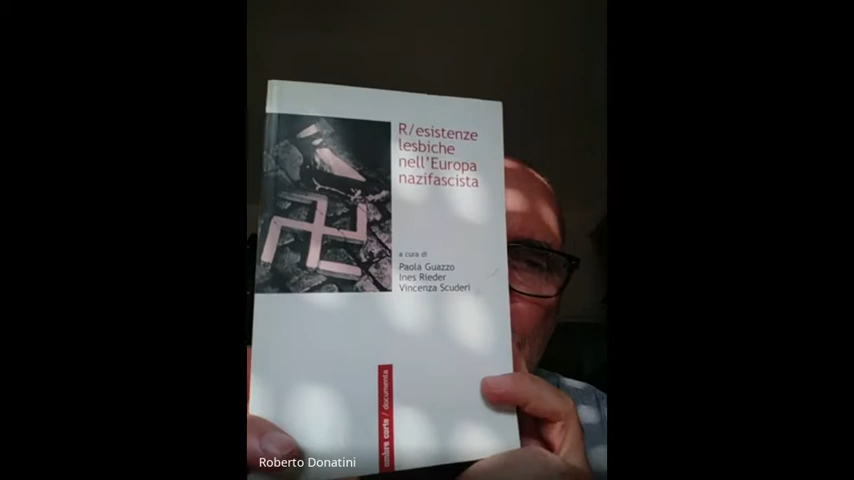 R/esistenze
lesbiche
nell'Europa
nazifascista
a cura di
Paola Guazzo
Ines Rieder
Vincenza Scuderi
ombre corte / documenta
Roberto Donatini